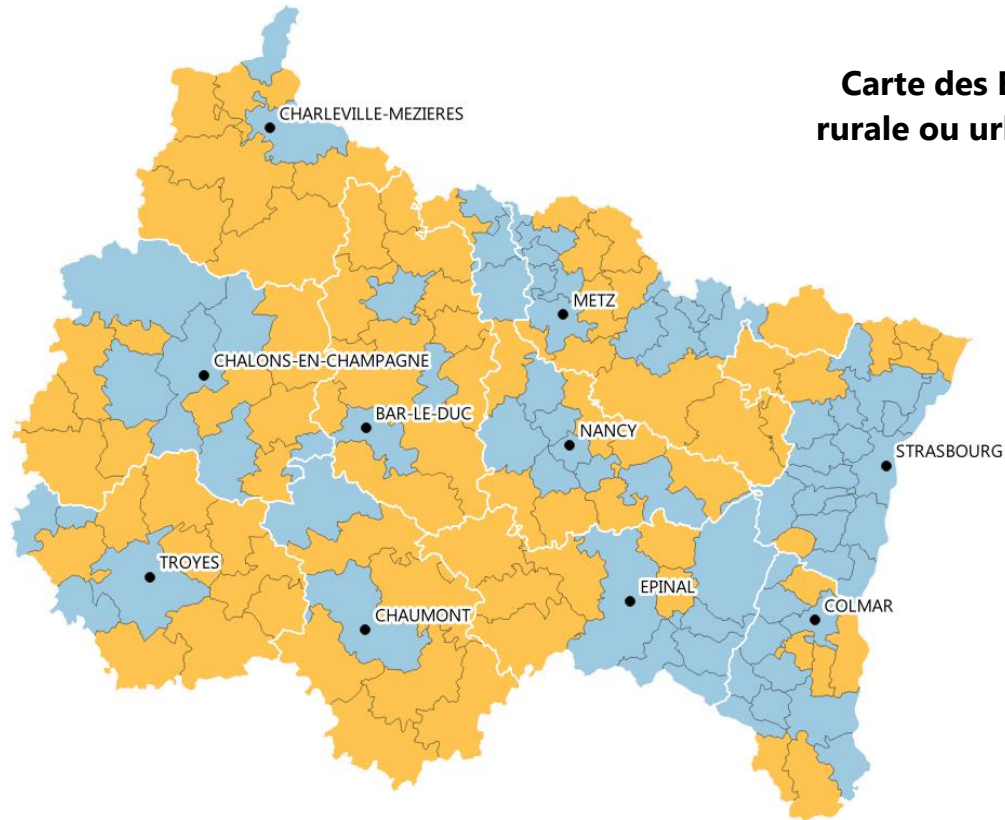 Carte des
rurale ou
CHARLEVILLE-MEZIERES
METZ
CHALONS-EN-CHAMPAGNE
BAR-LE-DUC
NANCY
STRASBOURG
TROYES
EPINAL
CHAUMONT
COLMAR